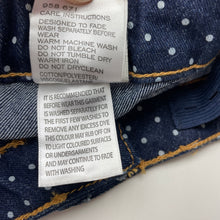 958 671
CARE INSTRUCTIONS
DESIGNED TO FADE
WASH SEPARATELY BEFORE
WEAR
WARM MACHINE WASH
DO NOT BLEACH
DO NOT TUMBLE DRY
WARM IRON
DO NOT DRYCLEAN
COTTON/POLYESTER/
IT IS RECOMMENDED THAT
BEFORE WEAR THIS GARMENT
IS WASHED SEPARATELY FOR
THE FIRST FEW WASHES TO
REMOVE ANY EXCESS DYE
THIS COLOUR MAY RUB OFF ON
TO LIGHT COLOURED SURFACES
OR UNDERGARMENTS
AND MAY CONTINUE TO FADE
WITH WASHING